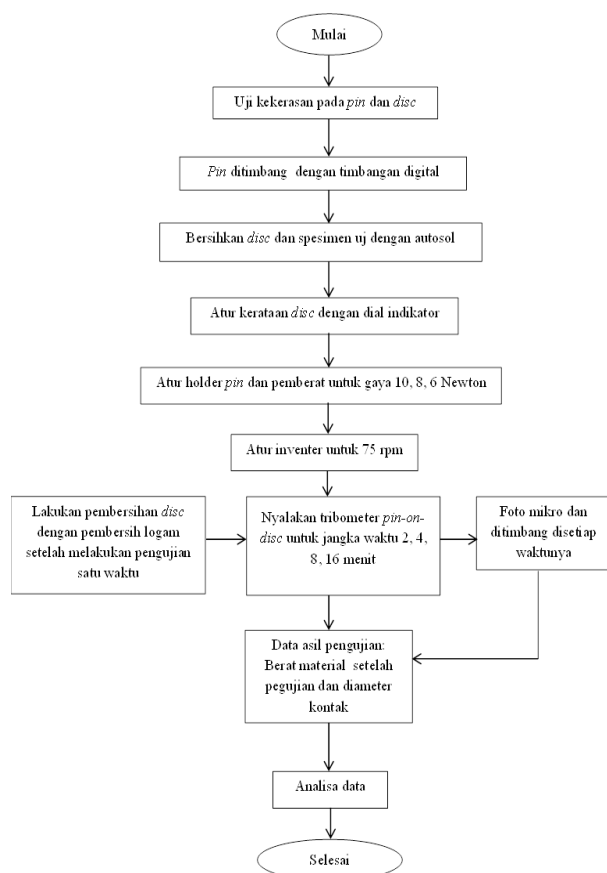 Mulai
Uji kekerasan pada pin dan disc
Pin ditimbang dengan timbangan digital
Bersihkan disc dan spesimen uj dengan autosol
Atur kerataan disc dengan dial indikator
Atur holder pin dan pemberat untuk gaya 10, 8, 6 Newton
Atur inventer untuk 75 rpm
Lakukan pembersihan disc
dengan pembersih logam
setelah melakukan pengujian
satu waktu
Nyalakan tribometer pin-on-
disc untuk jangka waktu 2, 4,
8, 16 menit
Foto mikro dan
ditimbang disetiap
waktunya
Data asil pengujian:
Berat material setelah
pegujian dan diameter
kontak
Analisa data
Selesai